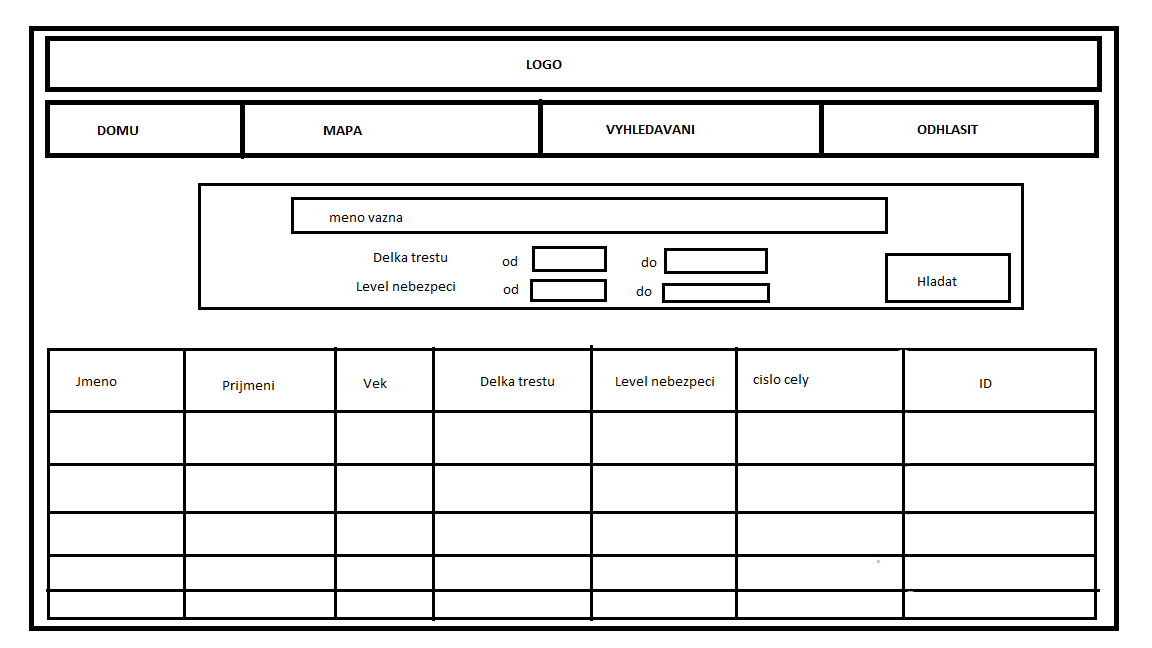 LOGO
DOMU MAPA VYHLEDAVANI ODHLASIT
meno vazna
Delka trestu od do
Level nebezpeci od do
Hladat
Jmeno Prijmeni Vek Delka trestu Level nebezpeci cislo cely ID